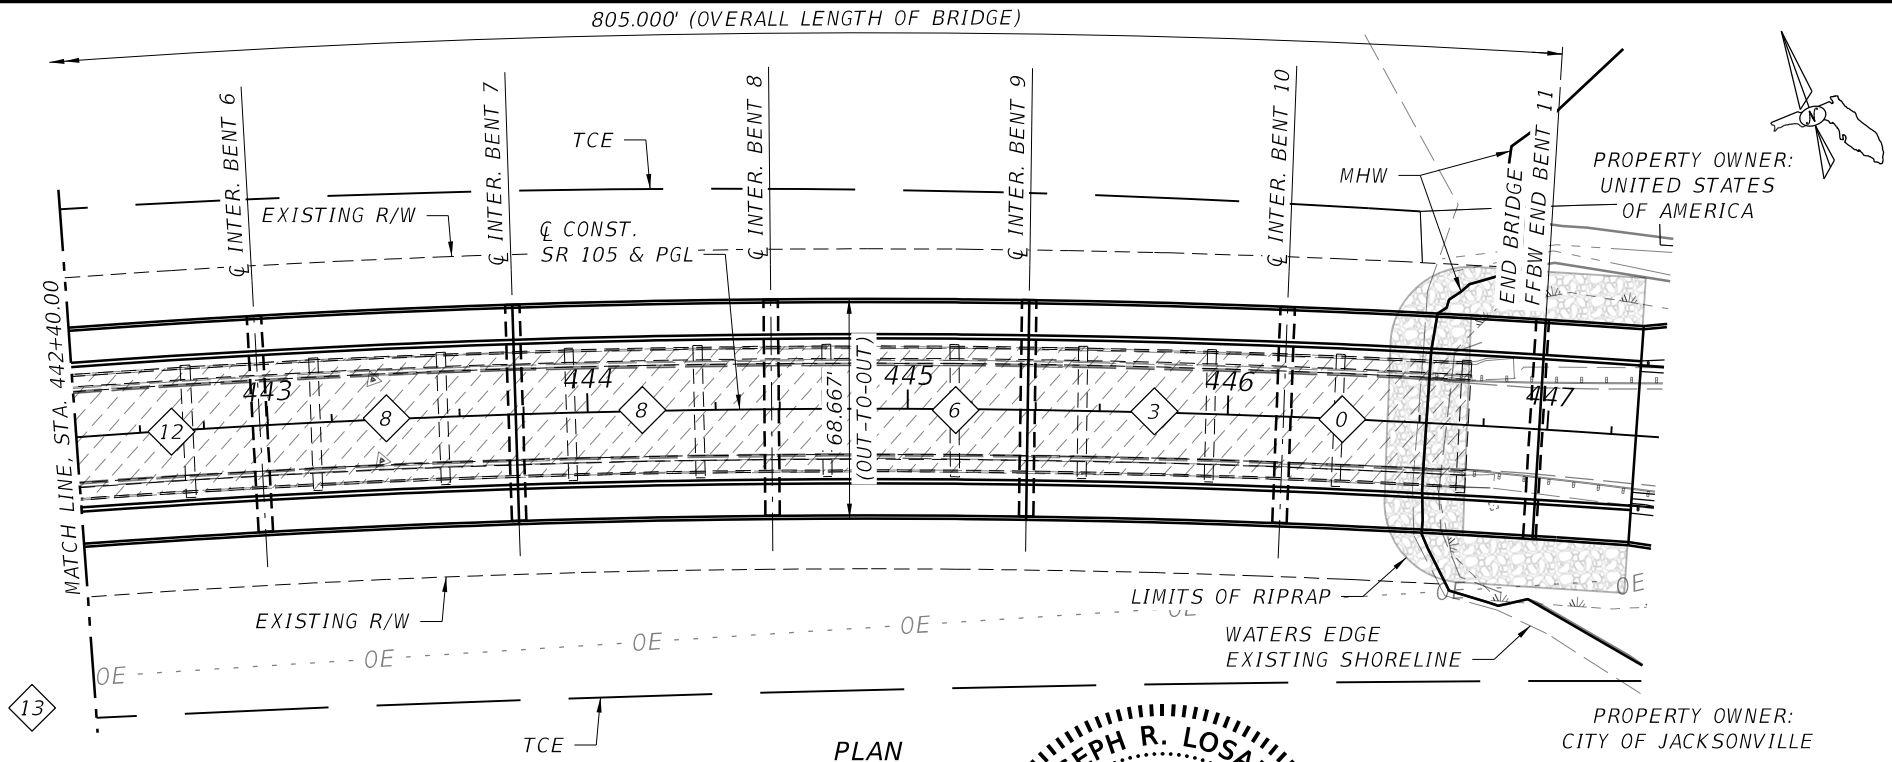 805.000' (OVERALL LENGTH OF BRIDGE)
℄ INTER. BENT 6
℄ INTER. BENT 7
℄ INTER. BENT 8
℄ INTER. BENT 9
℄ INTER. BENT 10
END BRIDGE
FFBW END BENT 11
N
TCE
MHW
PROPERTY OWNER:
UNITED STATES
OF AMERICA
EXISTING R/W
℄ CONST.
SR 105 & PGL
MATCH LINE, STA. 442+40.00
443
444
445
446
447
12
8
8
6
3
0
68.667'
(OUT-TO-OUT)
LIMITS OF RIPRAP
EXISTING R/W
OE
OE
OE
OE
OE
OE
OE
WATERS EDGE
EXISTING SHORELINE
13
TCE
PLAN
EPH R. LOSA
PROPERTY OWNER:
CITY OF JACKSONVILLE